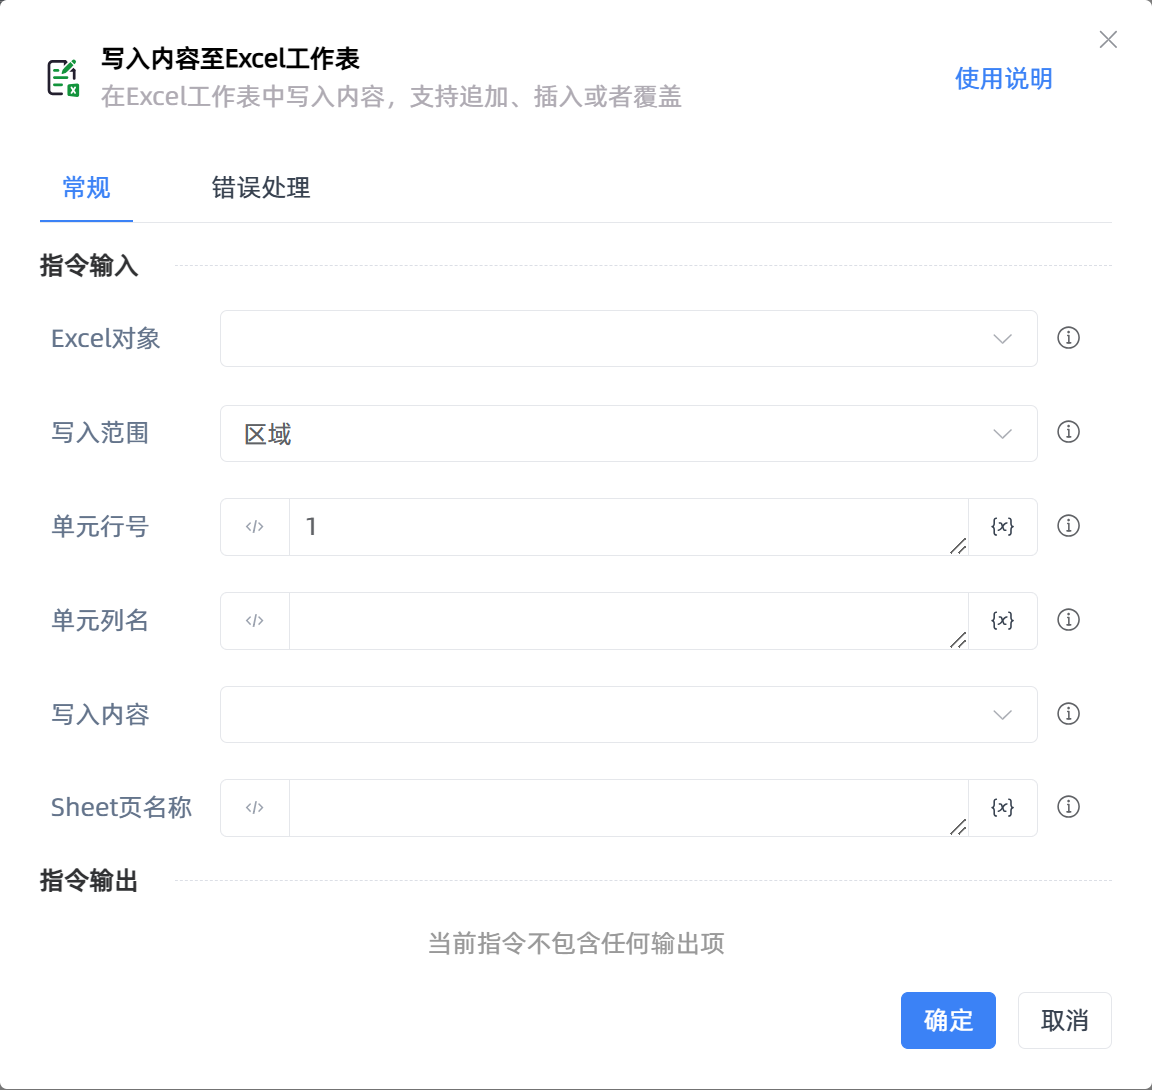 写入内容至Excel工作表
在Excel工作表中写入内容，支持追加、插入或者覆盖
使用说明
常规 错误处理
指令输入
Excel对象
写入范围 区域
单元行号 </> 1 {x}
单元列名 </> {x}
写入内容
Sheet页名称 </> {x}
指令输出
当前指令不包含任何输出项
确定 取消